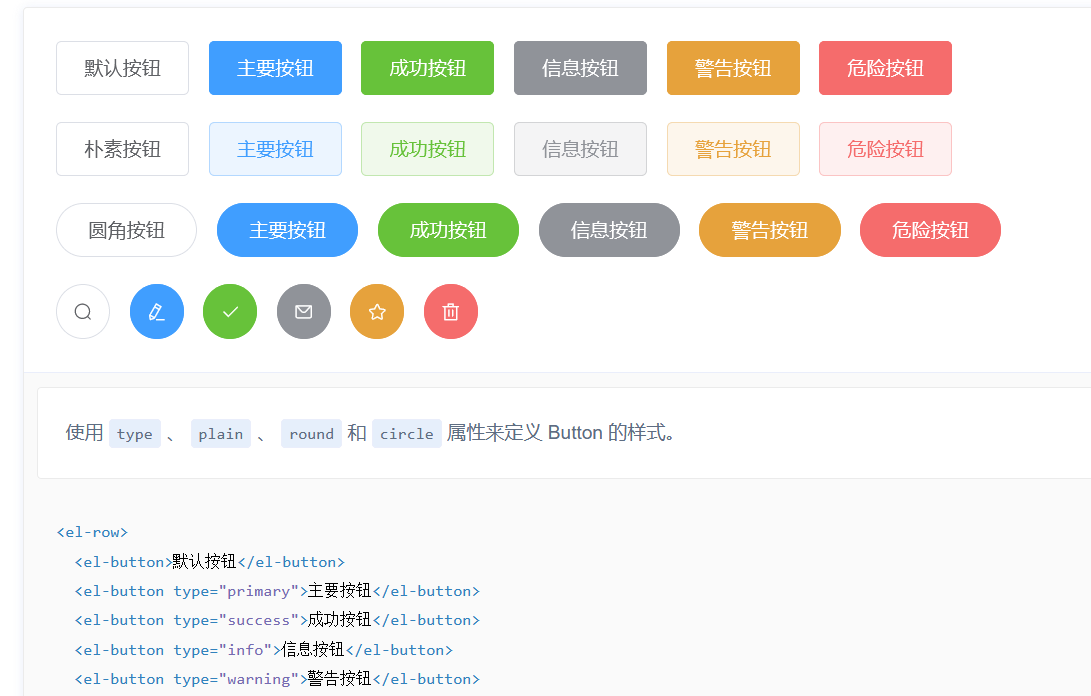 默认按钮 主要按钮 成功按钮 信息按钮 警告按钮 危险按钮
朴素按钮 主要按钮 成功按钮 信息按钮 警告按钮 危险按钮
圆角按钮 主要按钮 成功按钮 信息按钮 警告按钮 危险按钮
使用 type 、 plain 、 round 和 circle 属性来定义 Button 的样式。
<el-row>
<el-button>默认按钮</el-button>
<el-button type="primary">主要按钮</el-button>
<el-button type="success">成功按钮</el-button>
<el-button type="info">信息按钮</el-button>
<el-button type="warning">警告按钮</el-button>